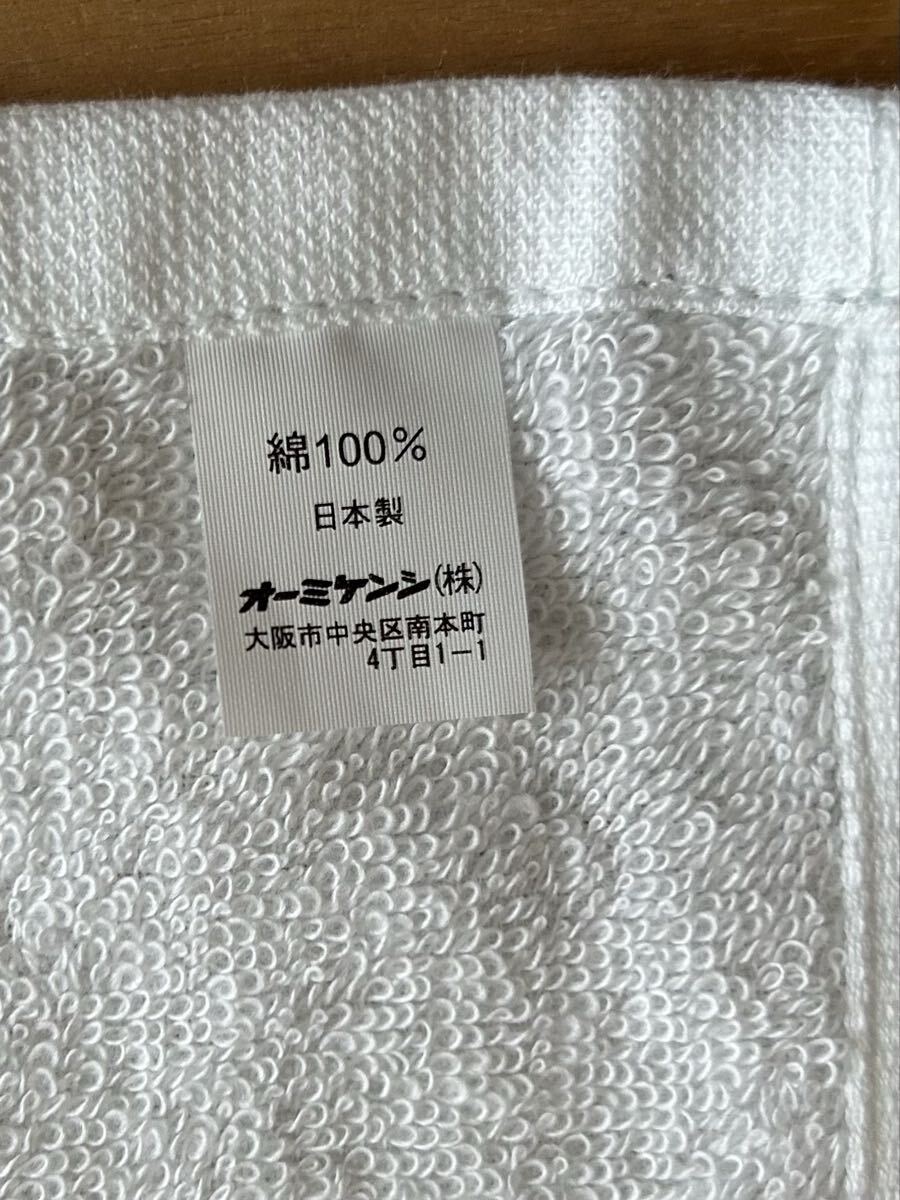 綿100%
日本製
オーミケンシ(株)
大阪市中央区南本町
4丁目1-1